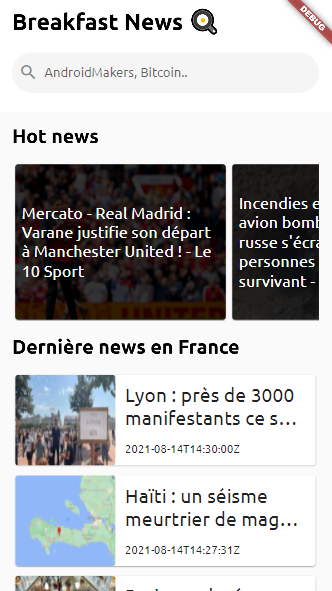 Breakfast News
DEBUG
AndroidMakers, Bitcoin..
Hot news
Mercato - Real Madrid :
Varane justifie son départ
à Manchester United ! - Le
10 Sport
Incendies e
avion bomb
russe s'écra
personnes
survivant -
Dernière news en France
Lyon : près de 3000
manifestants ce s...
2021-08-14T14:30:00Z
Haïti : un séisme
meurtrier de mag...
2021-08-14T14:27:31Z